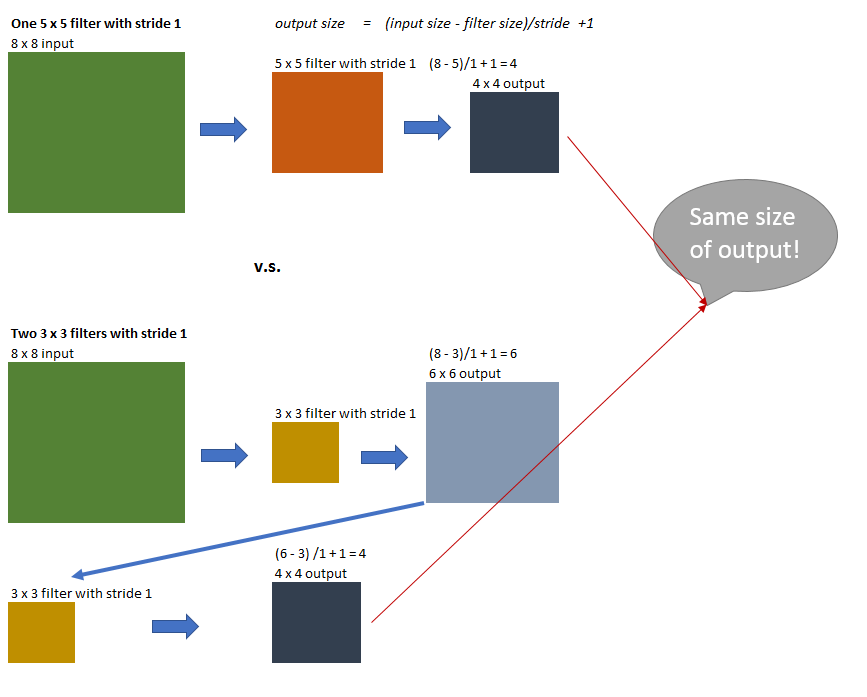 One 5 x 5 filter with stride 1
output size = (input size - filter size)/stride +1
8 x 8 input
5 x 5 filter with stride 1
(8 - 5)/1 + 1 = 4
4 x 4 output
Same size
of output!
v.s.
Two 3 x 3 filters with stride 1
8 x 8 input
(8 - 3)/1 + 1 = 6
6 x 6 output
3 x 3 filter with stride 1
(6 - 3) /1 + 1 = 4
4 x 4 output
3 x 3 filter with stride 1